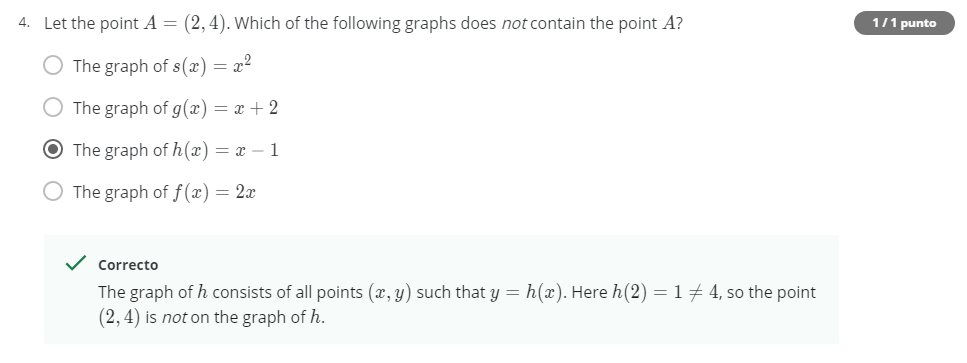 4. Let the point A = (2, 4). Which of the following graphs does not contain the point A?
1 / 1 punto
The graph of s(x) = x²
The graph of g(x) = x + 2
The graph of h(x) = x − 1
The graph of f(x) = 2x
Correcto
The graph of h consists of all points (x, y) such that y = h(x). Here h(2) = 1 ≠ 4, so the point
(2, 4) is not on the graph of h.